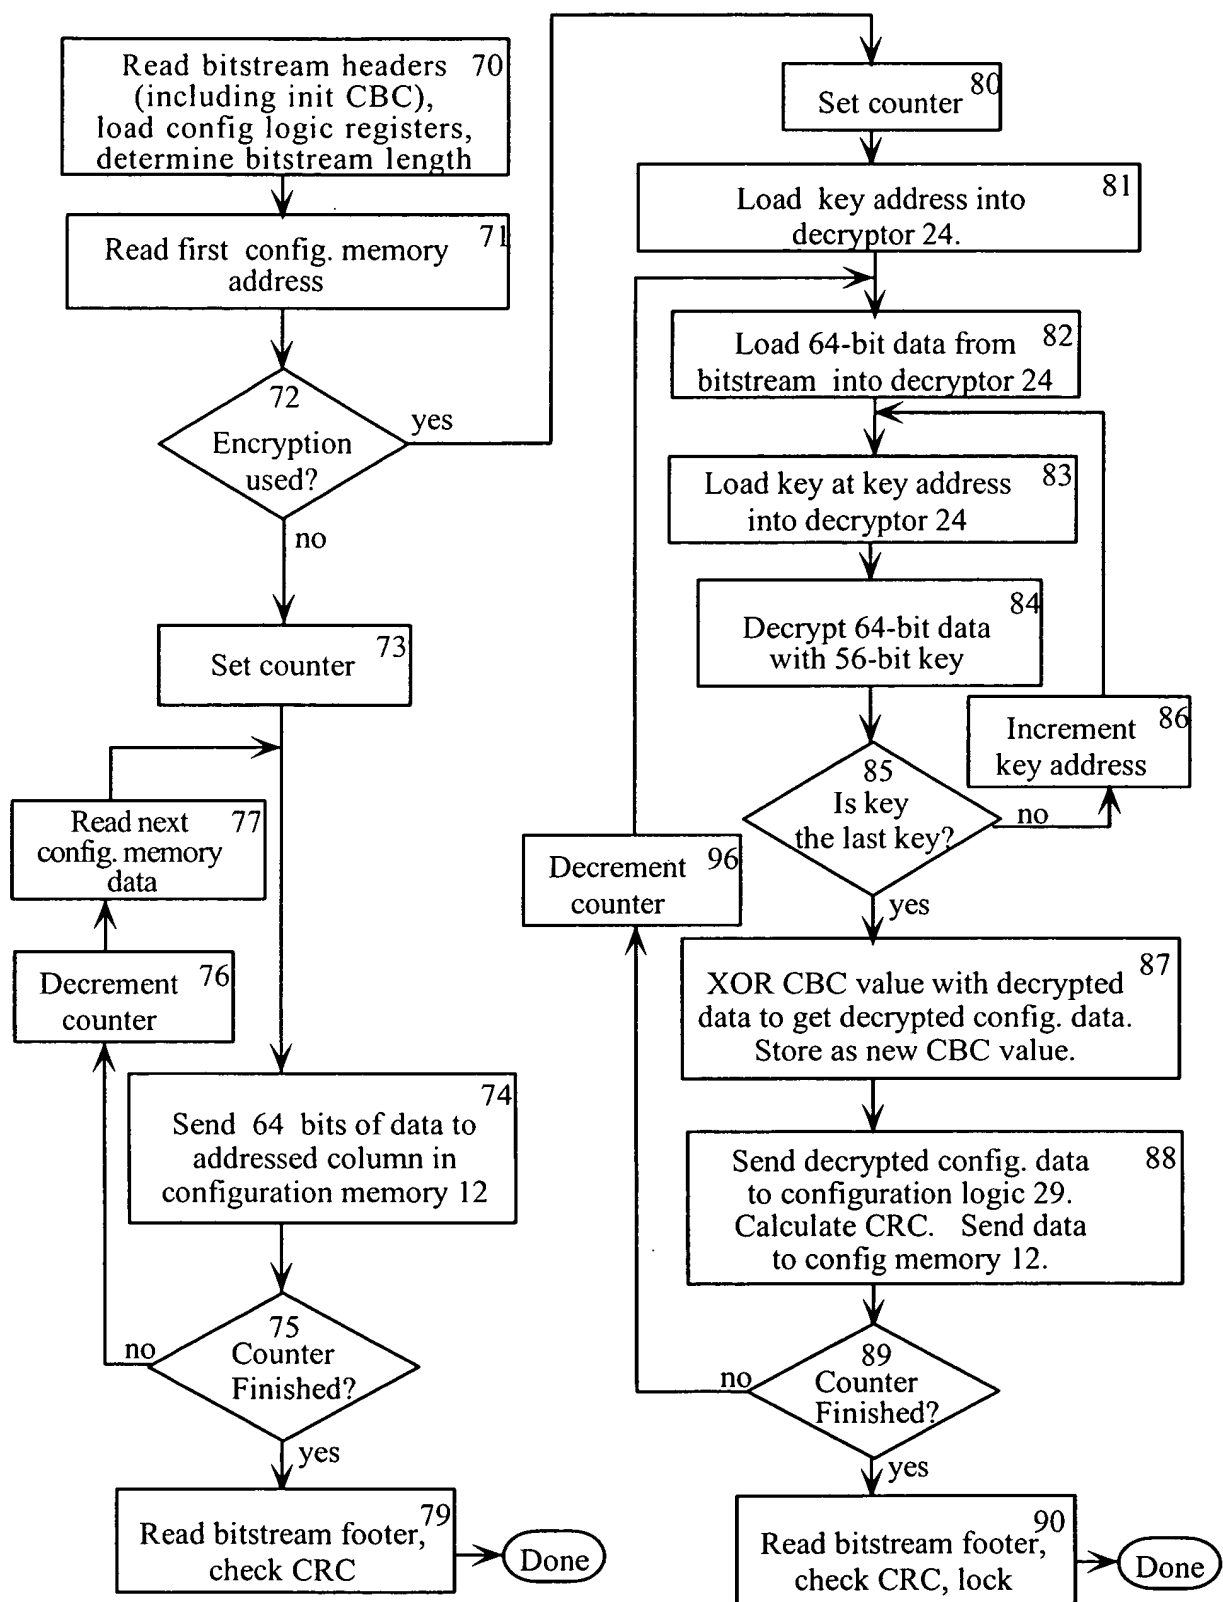 Read bitstream headers 70
(including init CBC),
load config logic registers,
determine bitstream length
71
Read first config. memory
address
72
Encryption
used?
yes
no
73
Set counter
Read next 77
config. memory
data
Decrement 76
counter
74
Send 64 bits of data to
addressed column in
configuration memory 12
75
Counter
Finished?
no
yes
79
Read bitstream footer,
check CRC
Done
80
Set counter
81
Load key address into
decryptor 24.
82
Load 64-bit data from
bitstream into decryptor 24
83
Load key at key address
into decryptor 24
84
Decrypt 64-bit data
with 56-bit key
85
Is key
the last key?
no
yes
86
Increment
key address
96
Decrement
counter
87
XOR CBC value with decrypted
data to get decrypted config. data.
Store as new CBC value.
88
Send decrypted config. data
to configuration logic 29.
Calculate CRC. Send data
to config memory 12.
89
Counter
Finished?
no
yes
90
Read bitstream footer,
check CRC, lock
Done